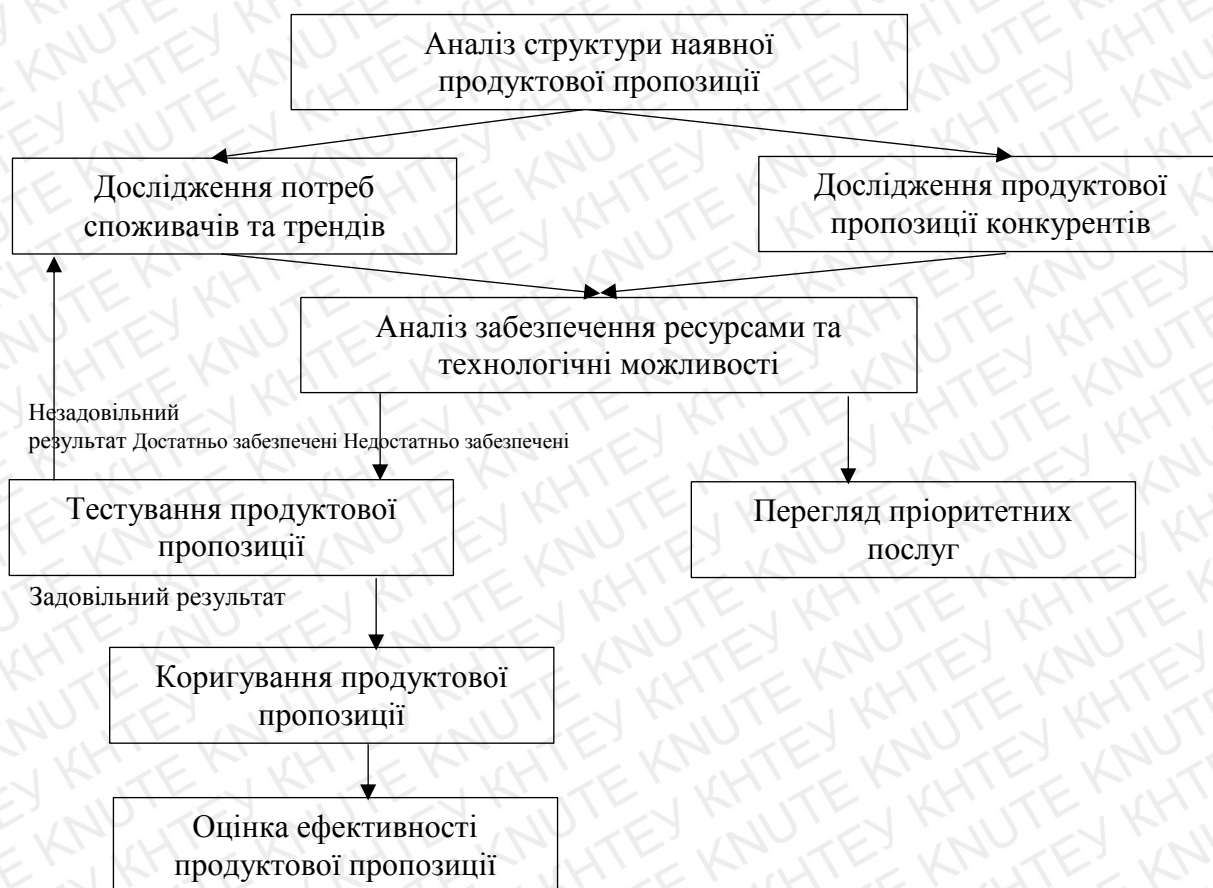 Аналіз структури наявної
продуктової пропозиції
Дослідження потреб
споживачів та трендів
Дослідження продуктової
пропозиції конкурентів
Аналіз забезпечення ресурсами та
технологічні можливості
Незадовільний
результат Достатньо забезпечені Недостатньо забезпечені
Тестування продуктової
пропозиції
Перегляд пріоритетних
послуг
Задовільний результат
Коригування продуктової
пропозиції
Оцінка ефективності
продуктової пропозиції